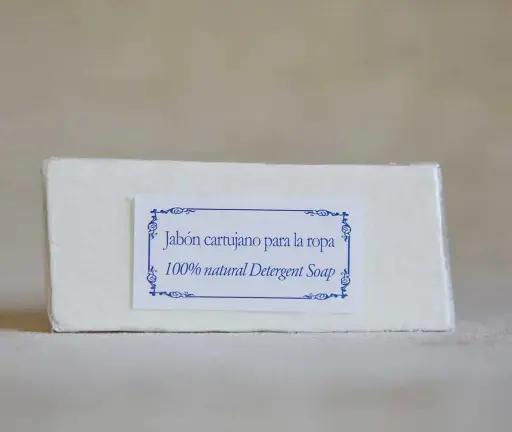 Jabón cartujano para la ropa
100% natural Detergent Soap